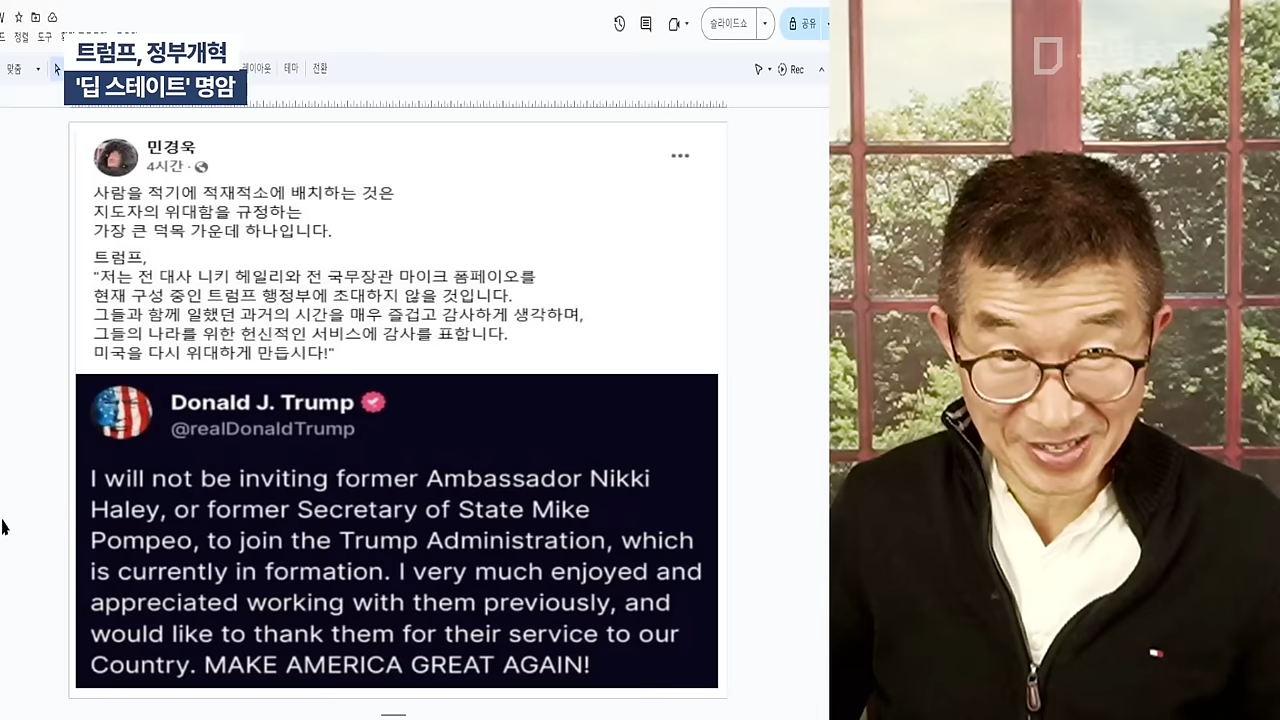 정렬 도구
슬라이드쇼
공유
트럼프, 정부개혁
'딥 스테이트' 명암
맞춤
레이아웃
테마
전환
Rec
민경욱
4시간 ·
사람을 적기에 적재적소에 배치하는 것은
지도자의 위대함을 규정하는
가장 큰 덕목 가운데 하나입니다.
트럼프,
"저는 전 대사 니키 헤일리와 전 국무장관 마이크 폼페이오를
현재 구성 중인 트럼프 행정부에 초대하지 않을 것입니다.
그들과 함께 일했던 과거의 시간을 매우 즐겁고 감사하게 생각하며,
그들의 나라를 위한 헌신적인 서비스에 감사를 표합니다.
미국을 다시 위대하게 만듭시다!"
Donald J. Trump
@realDonaldTrump
I will not be inviting former Ambassador Nikki
Haley, or former Secretary of State Mike
Pompeo, to join the Trump Administration, which
is currently in formation. I very much enjoyed and
appreciated working with them previously, and
would like to thank them for their service to our
Country. MAKE AMERICA GREAT AGAIN!